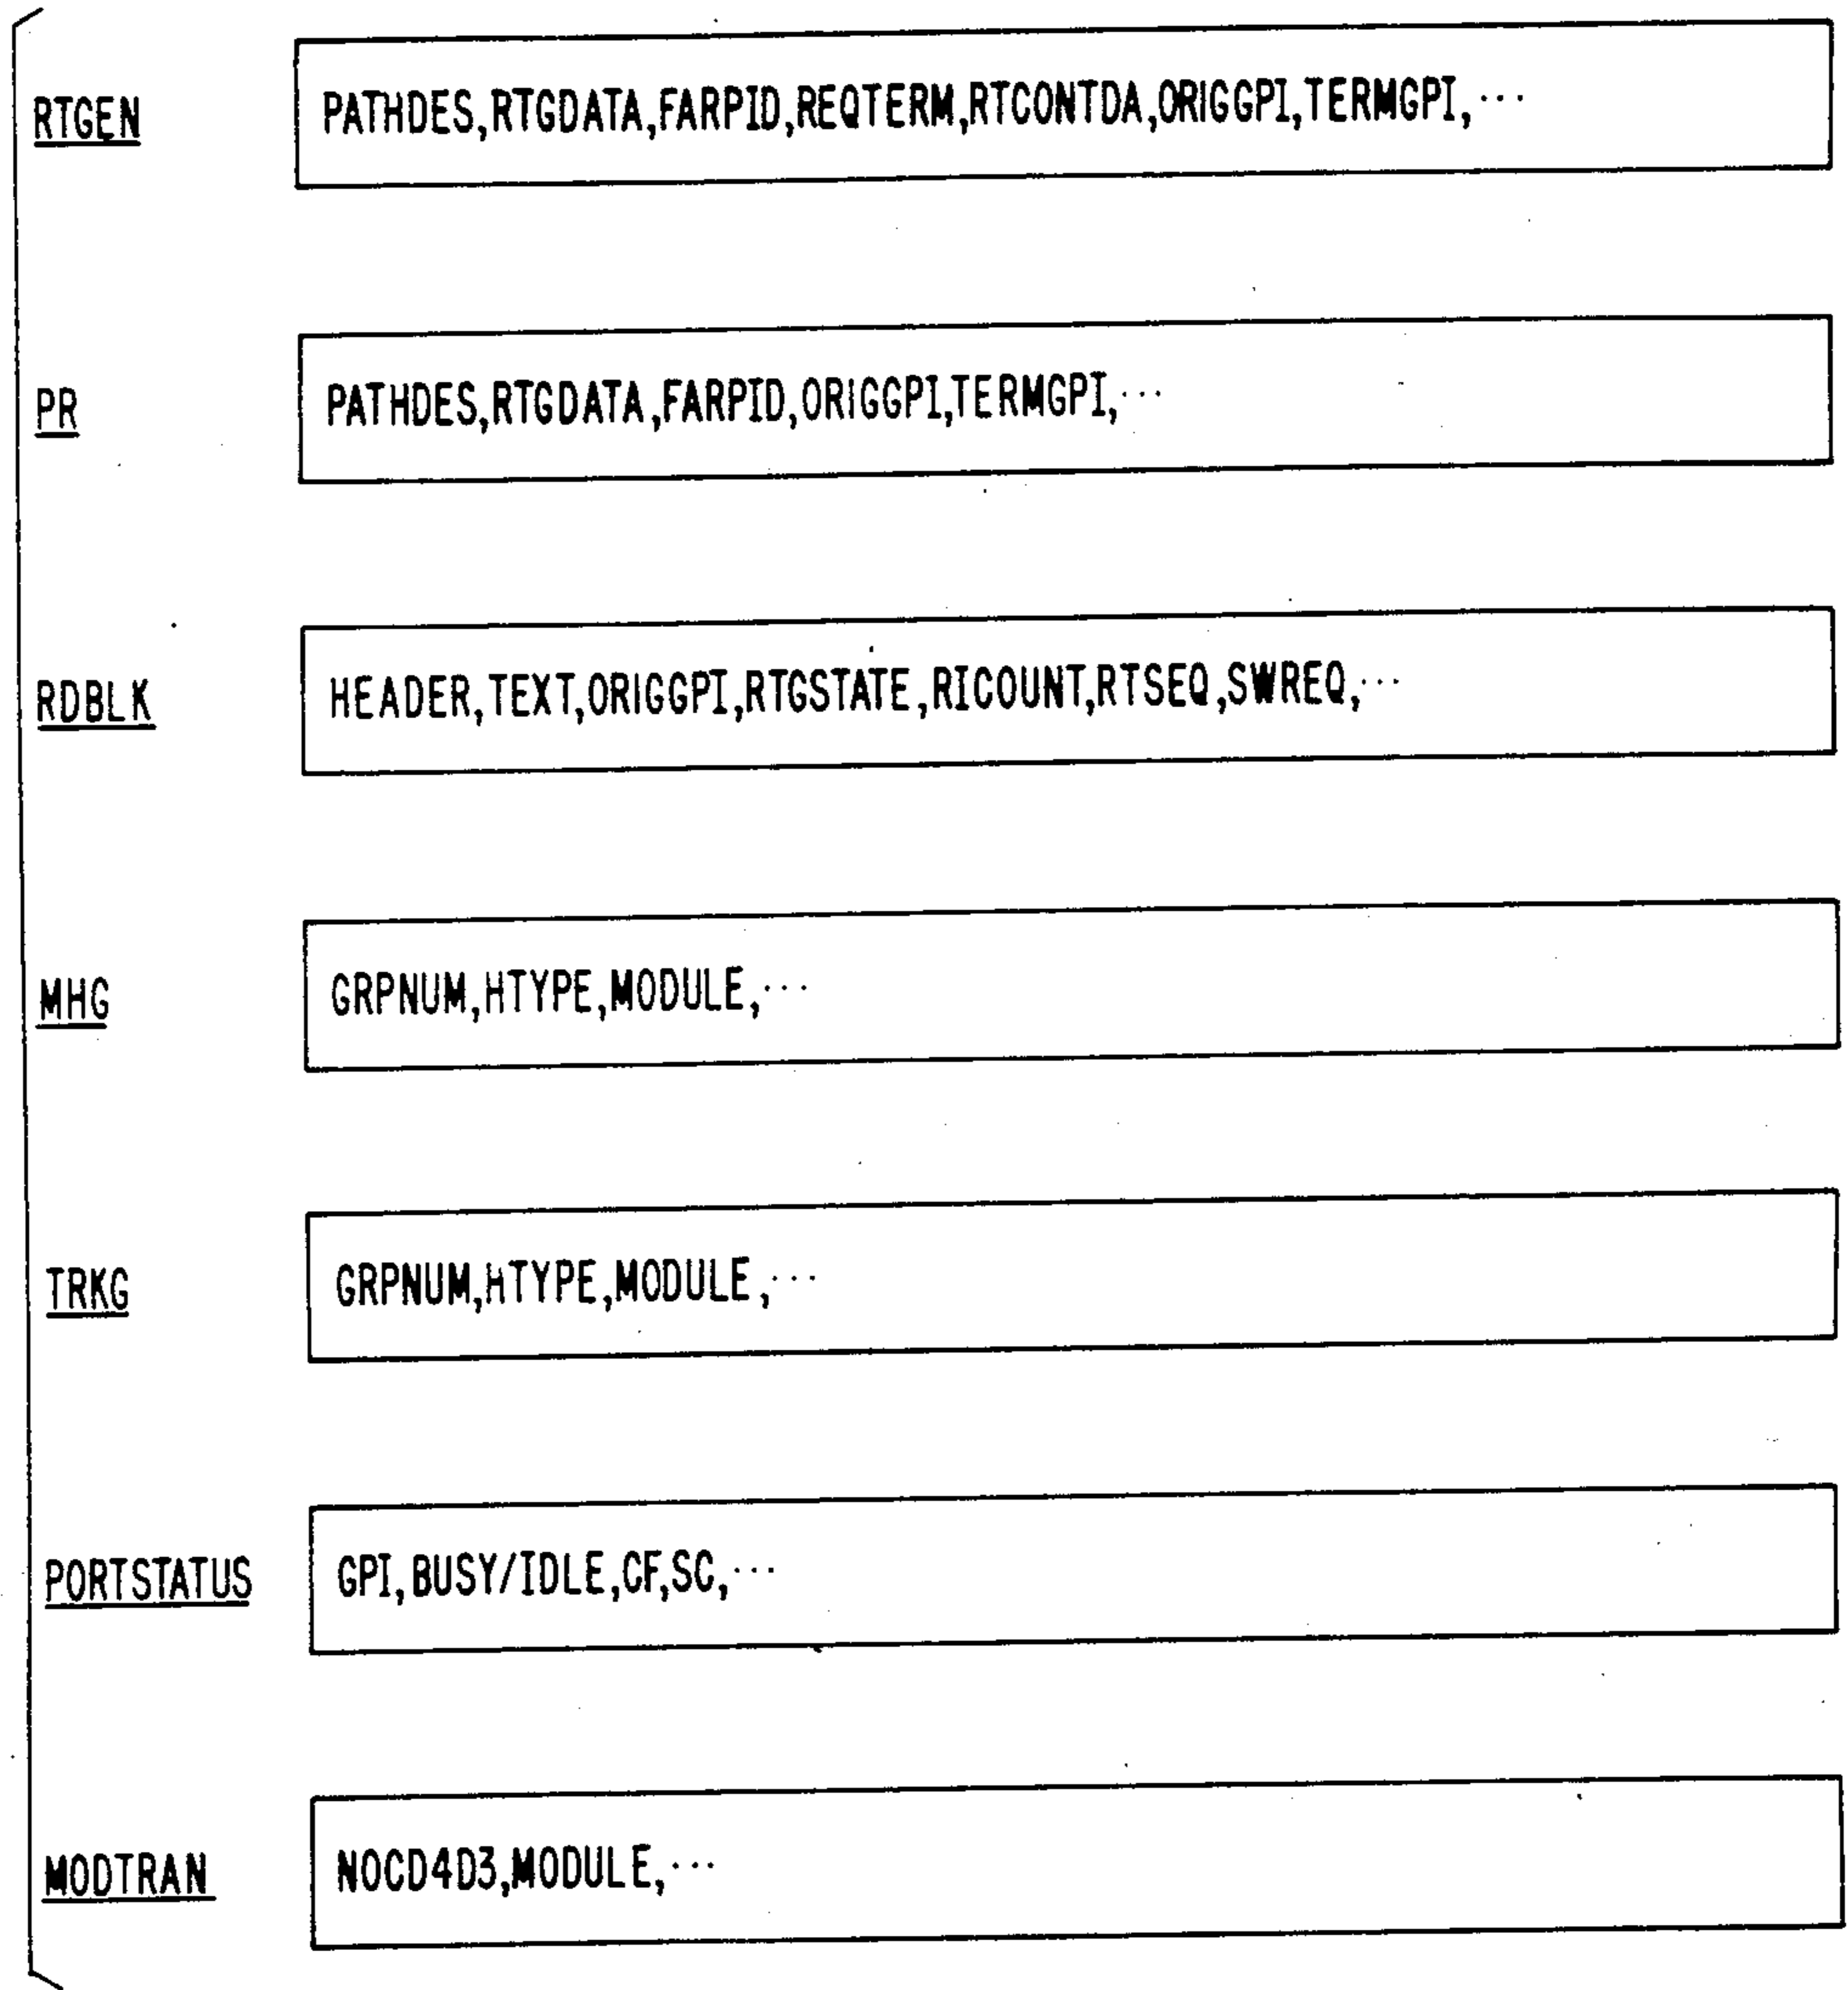 RTGEN
PATHDES,RTGDATA,FARPID,REQTERM,RTCONTDA,ORIGGPI,TERMGPI,···
PR
PATHDES,RTGDATA,FARPID,ORIGGPI,TERMGPI,···
RDBLK
HEADER,TEXT,ORIGGPI,RTGSTATE,RICOUNT,RTSEQ,SWREQ,···
MHG
GRPNUM,HTYPE,MODULE,···
TRKG
GRPNUM,HTYPE,MODULE,···
PORTSTATUS
GPI,BUSY/IDLE,CF,SC,···
MODTRAN
NOCD4D3,MODULE,···